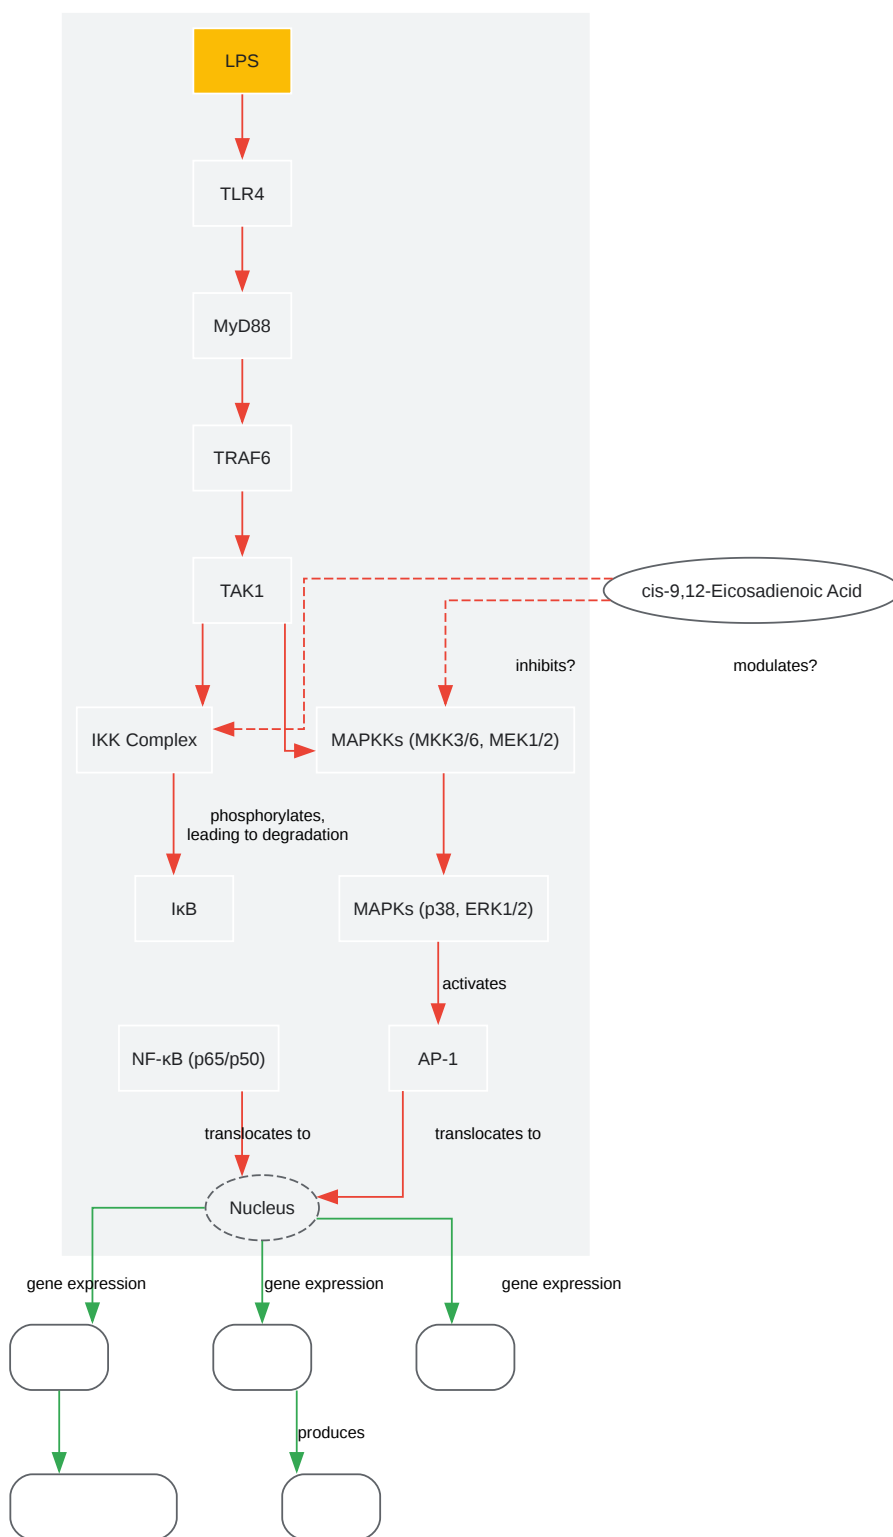 LPS
TLR4
MyD88
TRAF6
TAK1
cis-9,12-Eicosadienoic Acid
inhibits?
modulates?
IKK Complex
MAPKKs (MKK3/6, MEK1/2)
phosphorylates,
leading to degradation
IκB
MAPKs (p38, ERK1/2)
activates
NF-κB (p65/p50)
AP-1
translocates to
translocates to
Nucleus
gene expression
gene expression
gene expression
produces